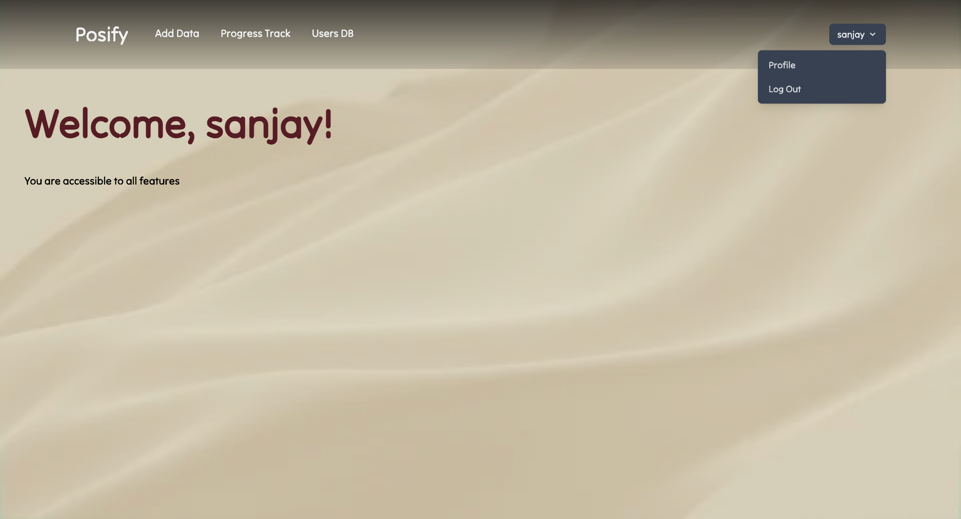 Posify Add Data Progress Track Users DB sanjay
Profile
Log Out
Welcome, sanjay!
You are accessible to all features